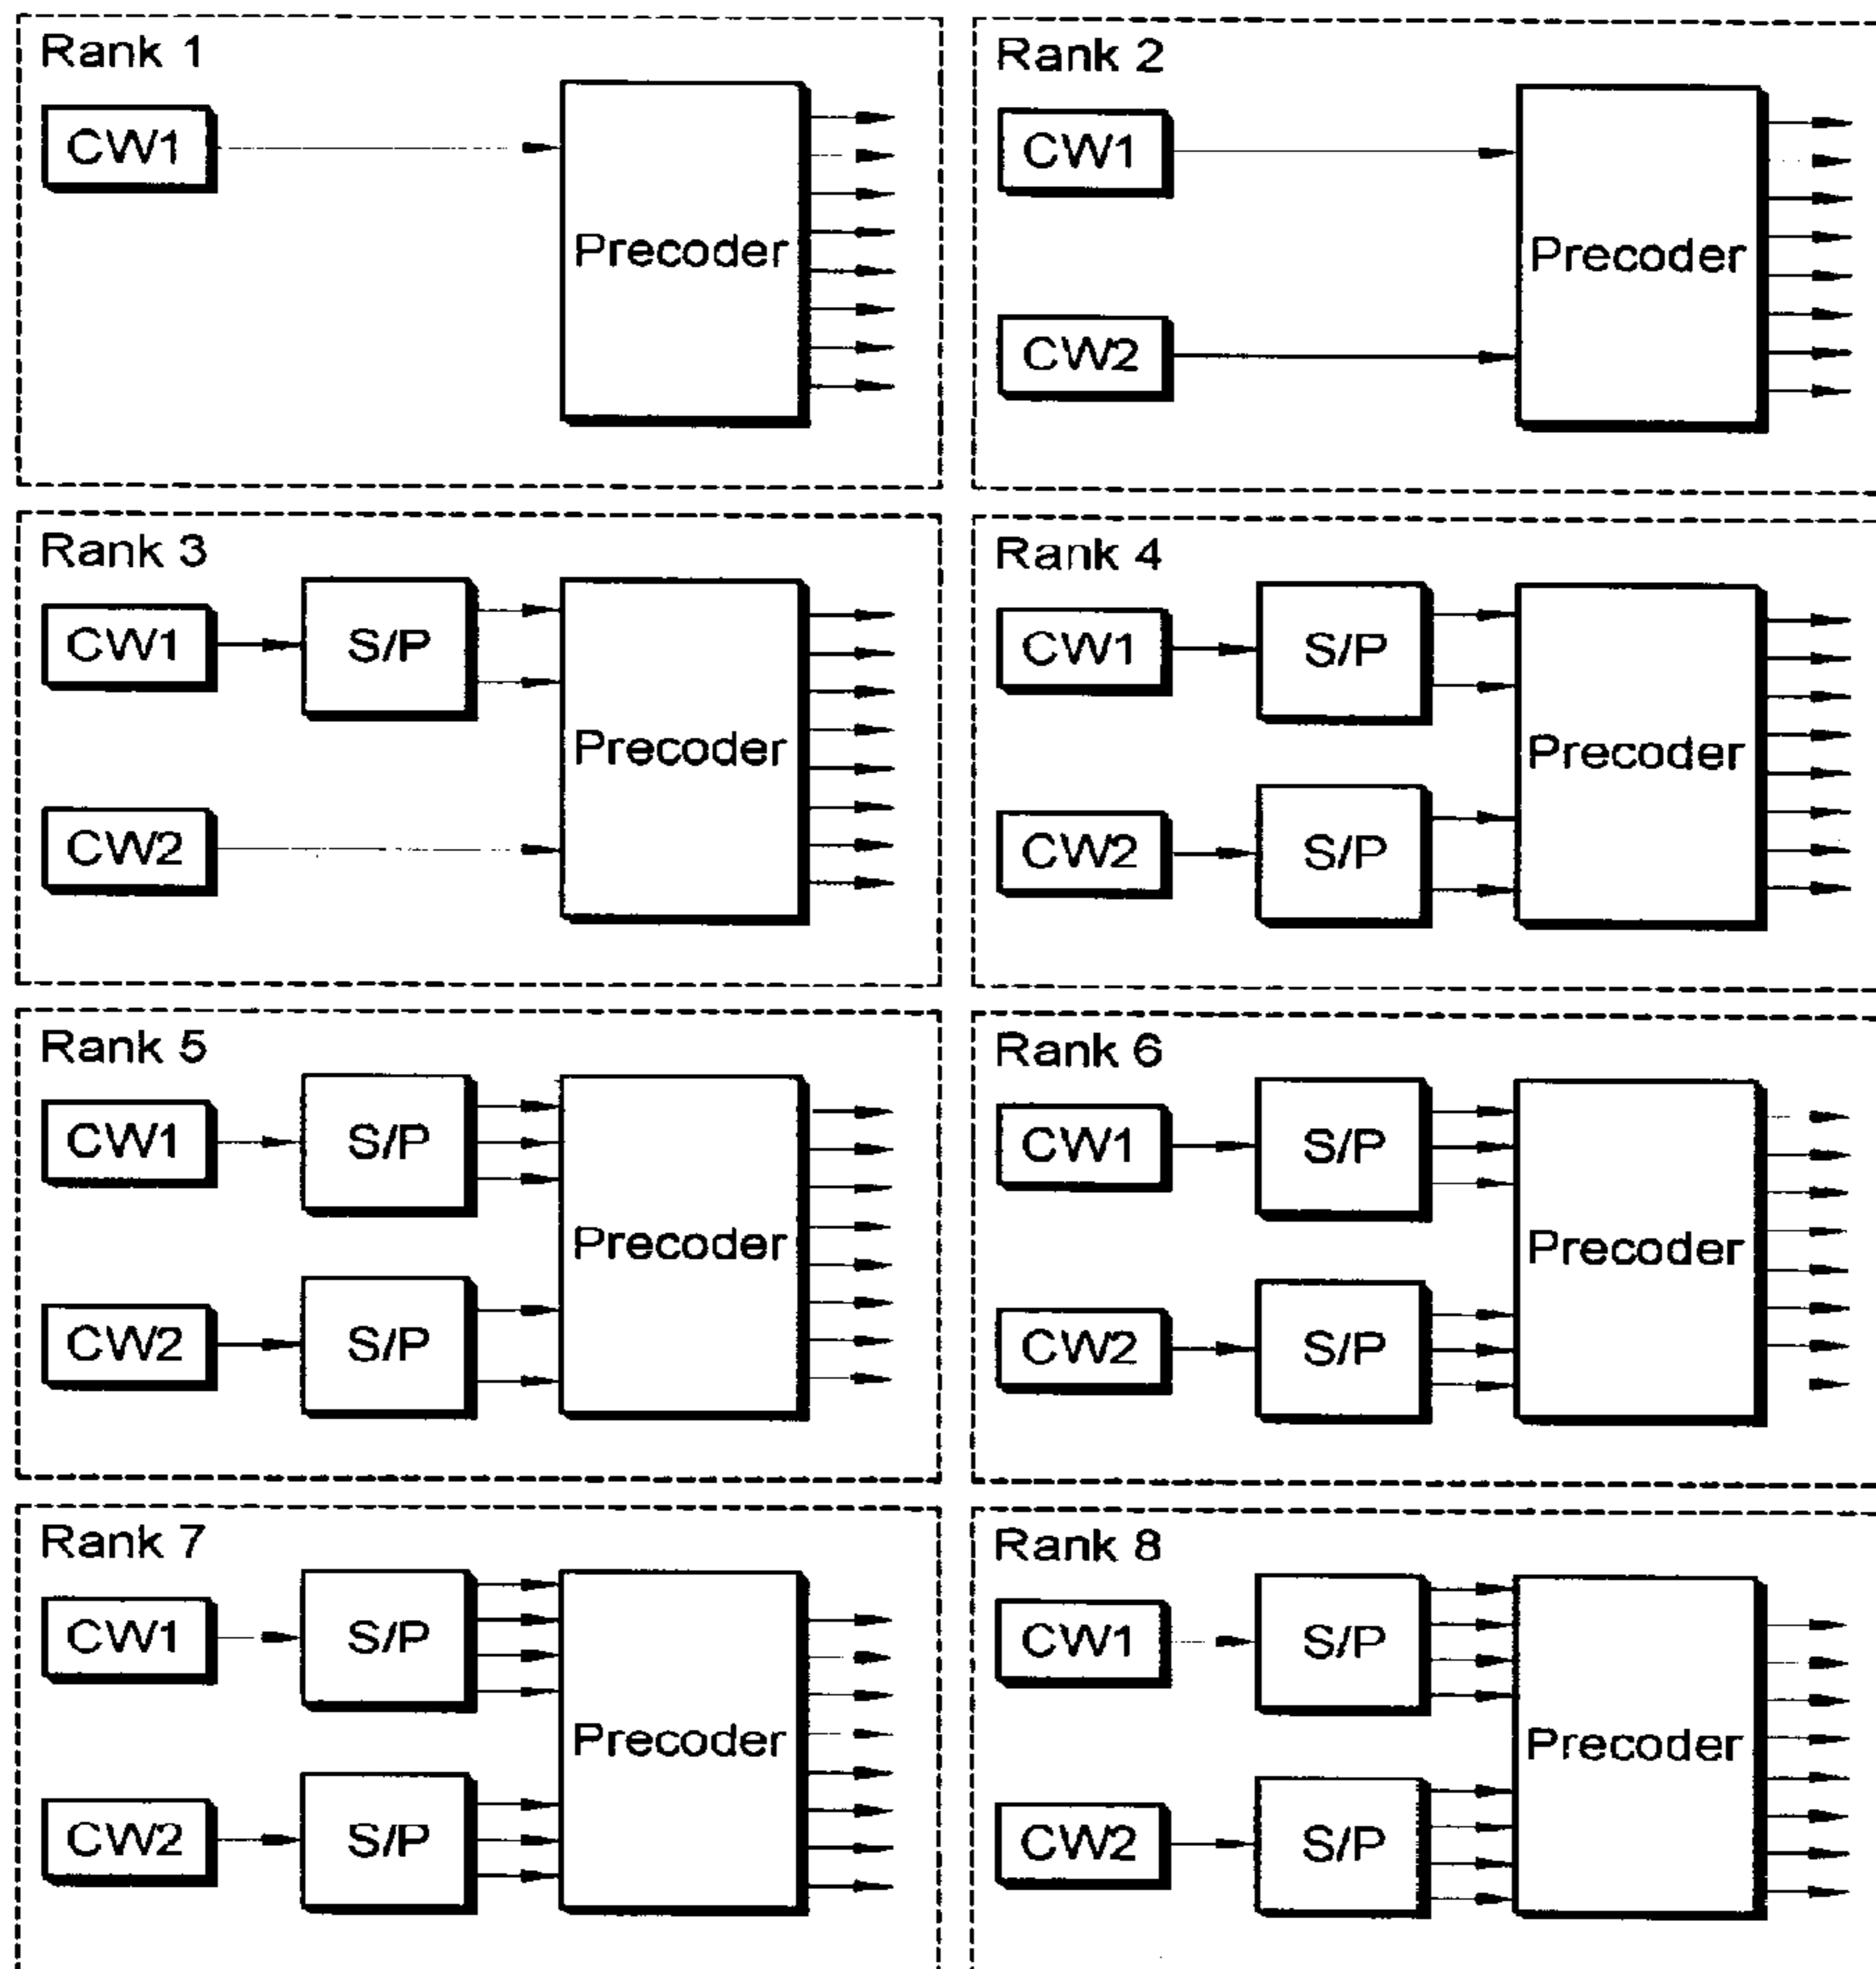 Rank 1
CW1
Precoder
Rank 2
CW1
CW2
Precoder
Rank 3
CW1
S/P
CW2
Precoder
Rank 4
CW1
S/P
CW2
S/P
Precoder
Rank 5
CW1
S/P
CW2
S/P
Precoder
Rank 6
CW1
S/P
CW2
S/P
Precoder
Rank 7
CW1
S/P
CW2
S/P
Precoder
Rank 8
CW1
S/P
CW2
S/P
Precoder